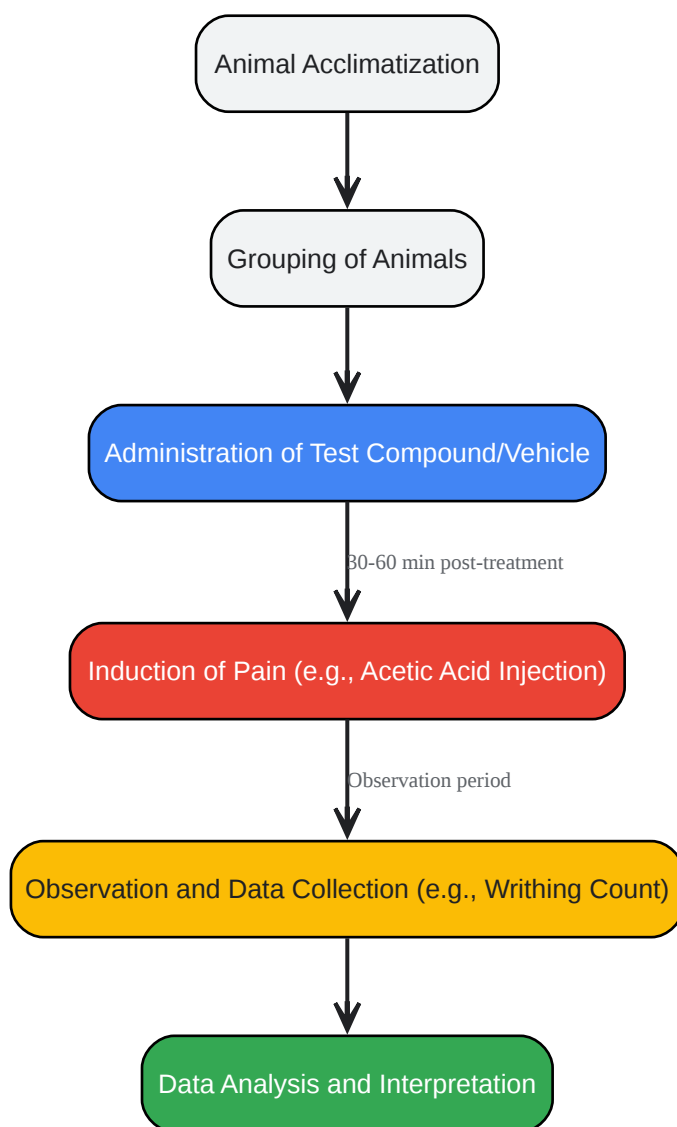 Animal Acclimatization
Grouping of Animals
Administration of Test Compound/Vehicle
30-60 min post-treatment
Induction of Pain (e.g., Acetic Acid Injection)
Observation period
Observation and Data Collection (e.g., Writhing Count)
Data Analysis and Interpretation